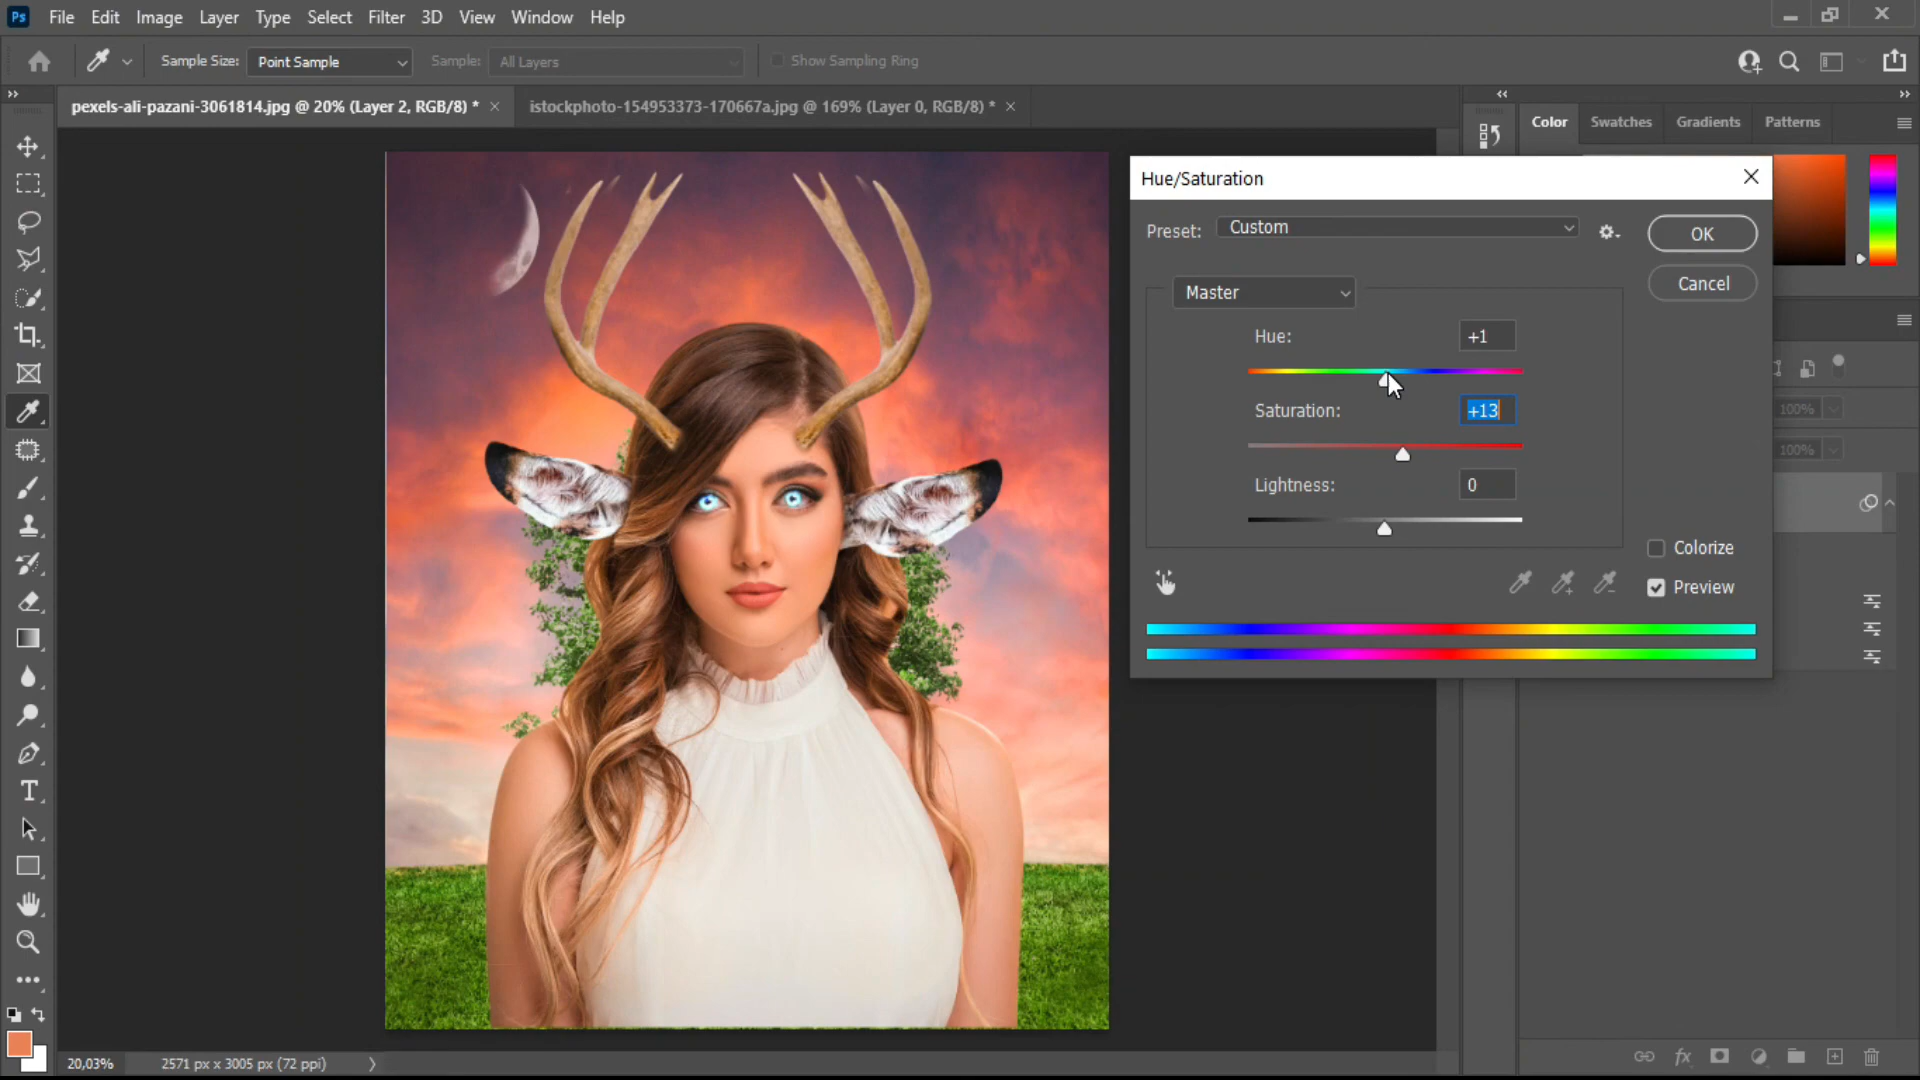 Ps File Edit Image Layer Type Select Filter 3D View Window Help
Sample Size: Point Sample Sample: All Layers Show Sampling Ring
pexels-ali-pazani-3061814.jpg @ 20% (Layer 2, RGB/8) * istockphoto-154953373-170667a.jpg @ 169% (Layer 0, RGB/8) *
Color Swatches Gradients Patterns
Hue/Saturation
Preset: Custom OK
Cancel
Master
Hue: +1
Saturation: +13
100%
100%
Lightness: 0
Colorize
Preview
20,03% 2571 px x 3005 px (72 ppi)
fx